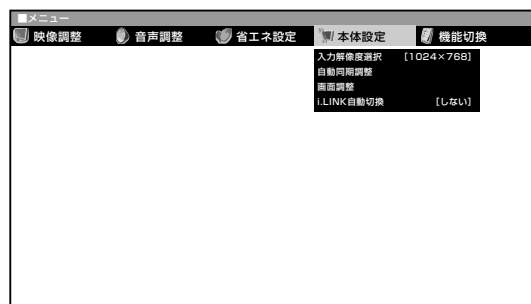 ■メニュー
映像調整 音声調整 省エネ設定 本体設定 機能切換
入力解像度選択 [1024×768]
自動同期調整
画面調整
i.LINK自動切換 [しない]